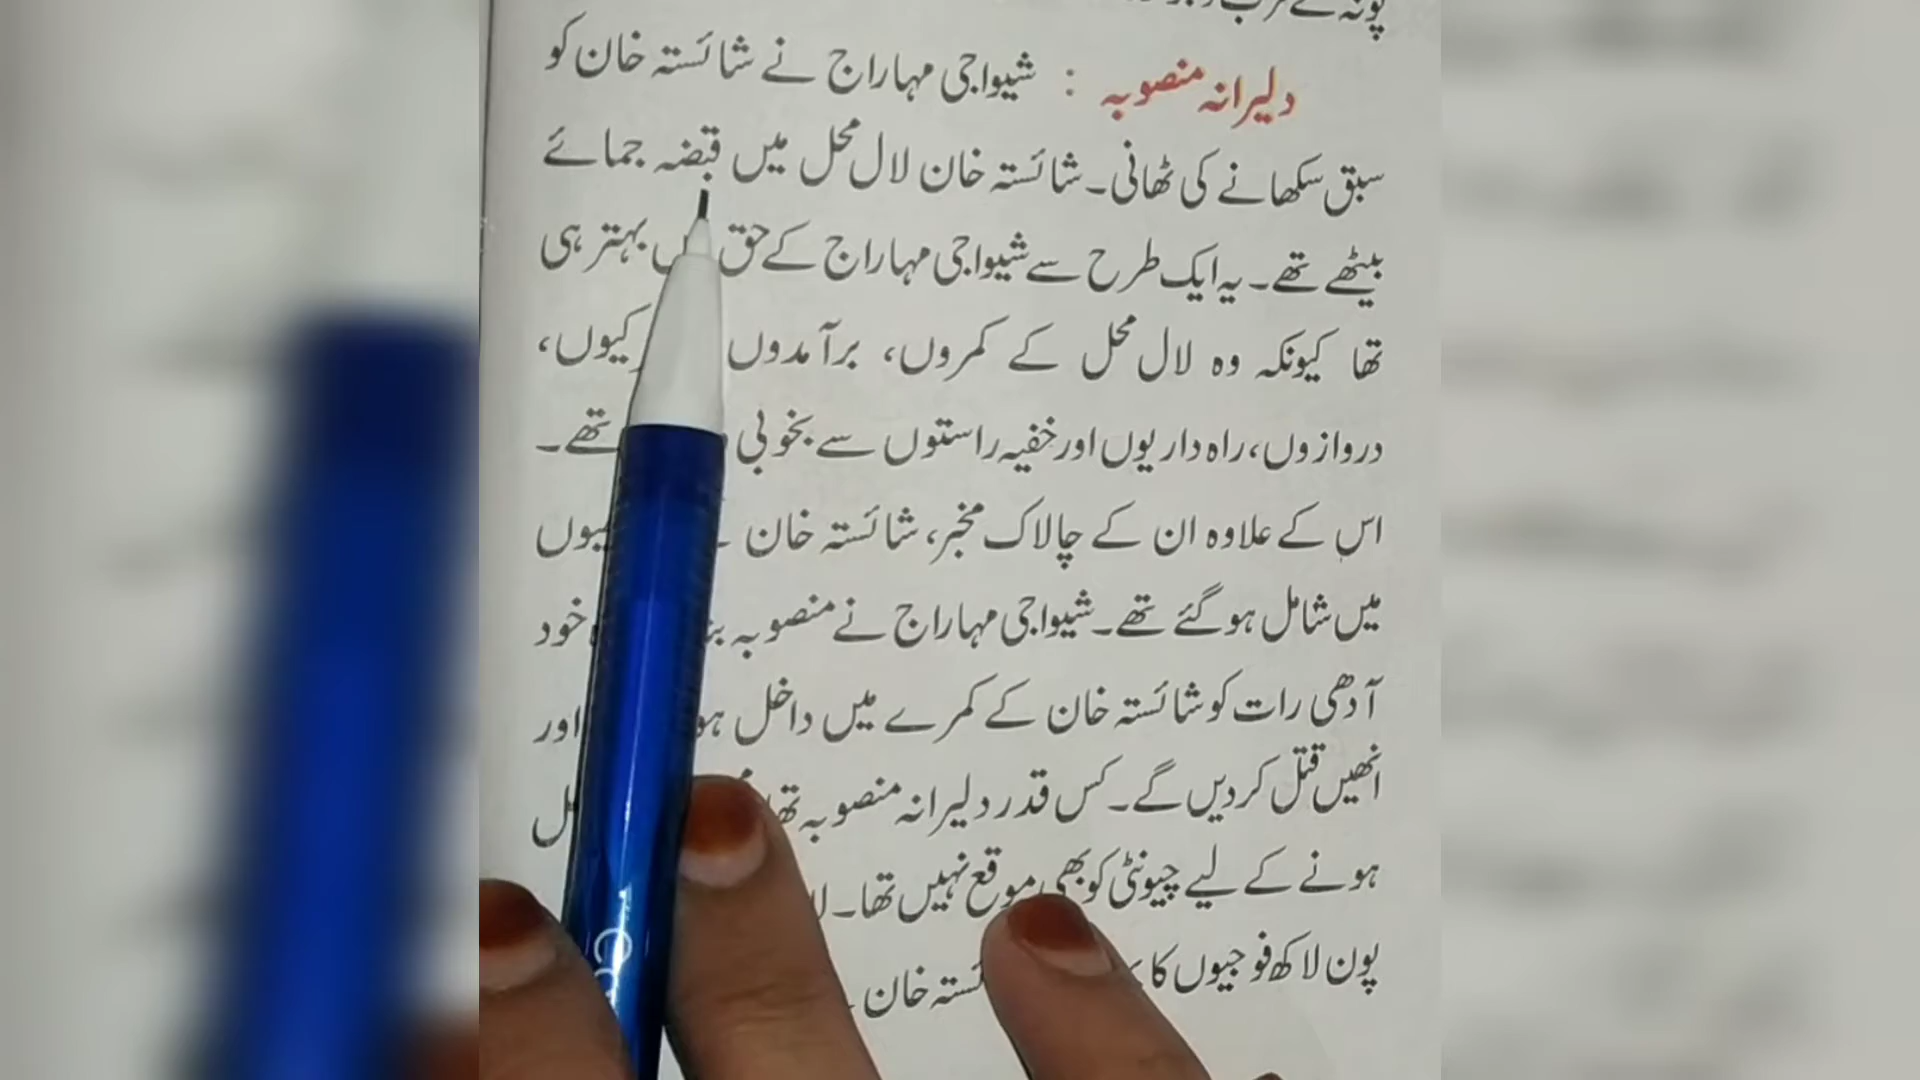 پونہ کے
دلیرانہ منصوبہ : شیواجی مہاراج نے شائستہ خان کو
سبق سکھانے کی ٹھانی۔ شائستہ خان لال محل میں قبضہ جمائے
بیٹھے تھے۔ یہ ایک طرح سے شیواجی مہاراج کے حق بہتر ہی
تھا کیونکہ وہ لال محل کے کمروں، برآمدوں
دروازوں، راہ داریوں اور خفیہ راستوں سے بخوبی تھے۔
اس کے علاوہ ان کے چالاک مخبر، شائستہ خان
میں شامل ہوگئے تھے۔ شیواجی مہاراج نے منصوبہ خود
آدھی رات کو شائستہ خان کے کمرے میں داخل اور
انھیں قتل کردیں گے۔ کس قدر دلیرانہ منصوبہ تھا
ہونے کے لیے چیونٹی کو بھی موقع نہیں تھا۔
پون لاکھ فوجیوں کا خان